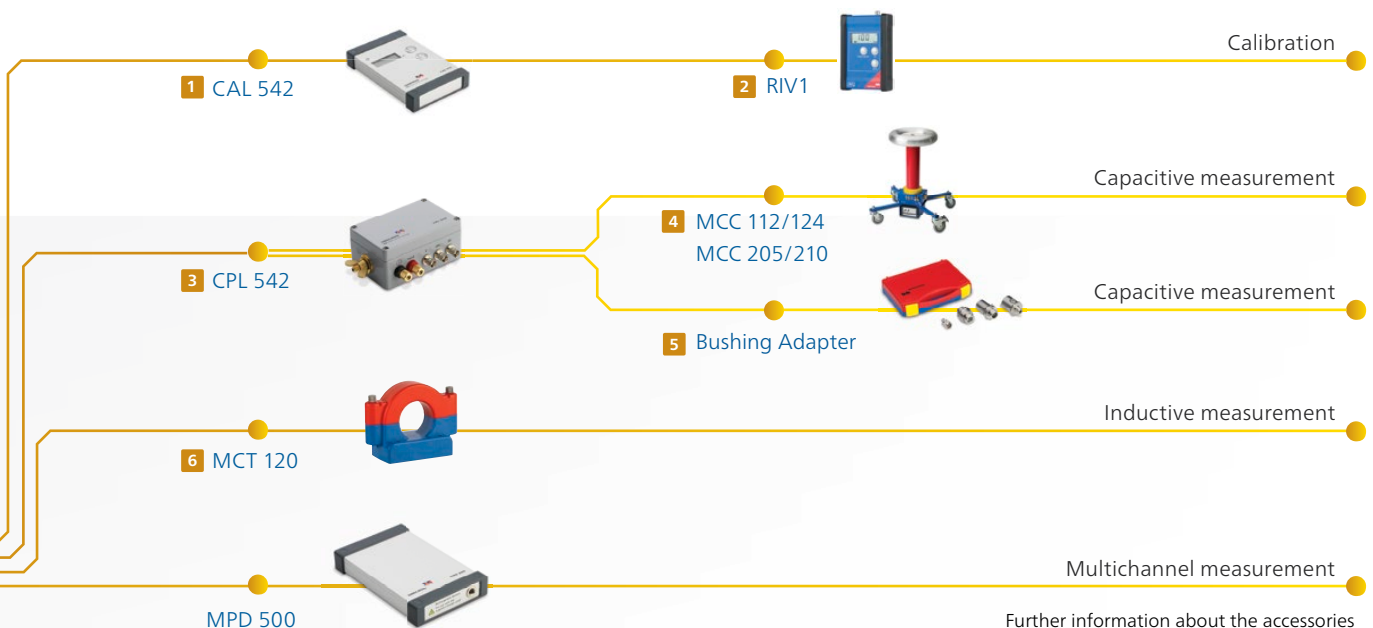 Calibration
1 CAL 542
2 RIV1
Capacitive measurement
4 MCC 112/124
MCC 205/210
3 CPL 542
Capacitive measurement
5 Bushing Adapter
Inductive measurement
6 MCT 120
Multichannel measurement
MPD 500
Further information about the accessories